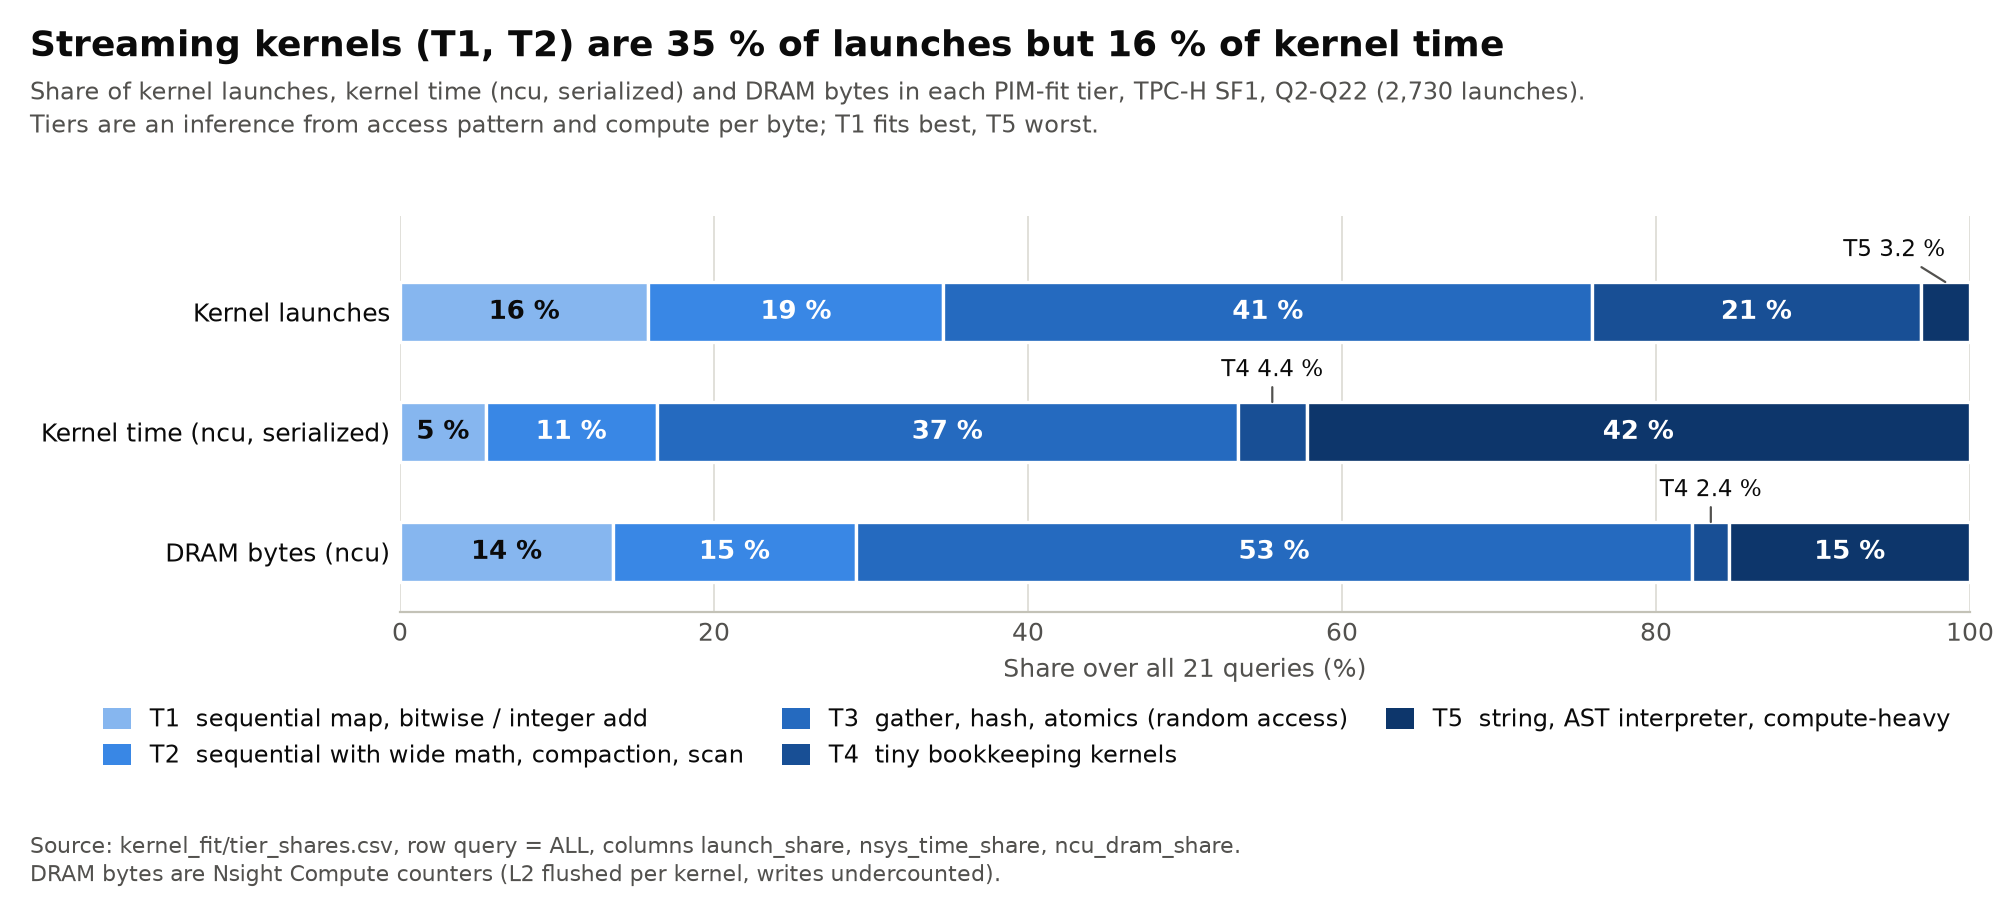 Streaming kernels (T1, T2) are 35 % of launches but 16 % of kernel time
Share of kernel launches, kernel time (ncu, serialized) and DRAM bytes in each PIM-fit tier, TPC-H SF1, Q2-Q22 (2,730 launches).
Tiers are an inference from access pattern and compute per byte; T1 fits best, T5 worst.
T5 3.2 %
Kernel launches 16 % 19 % 41 % 21 %
T4 4.4 %
Kernel time (ncu, serialized) 5 % 11 % 37 % 42 %
T4 2.4 %
DRAM bytes (ncu) 14 % 15 % 53 % 15 %
0 20 40 60 80 100
Share over all 21 queries (%)
T1 sequential map, bitwise / integer add
T2 sequential with wide math, compaction, scan
T3 gather, hash, atomics (random access)
T4 tiny bookkeeping kernels
T5 string, AST interpreter, compute-heavy
Source: kernel_fit/tier_shares.csv, row query = ALL, columns launch_share, nsys_time_share, ncu_dram_share.
DRAM bytes are Nsight Compute counters (L2 flushed per kernel, writes undercounted).